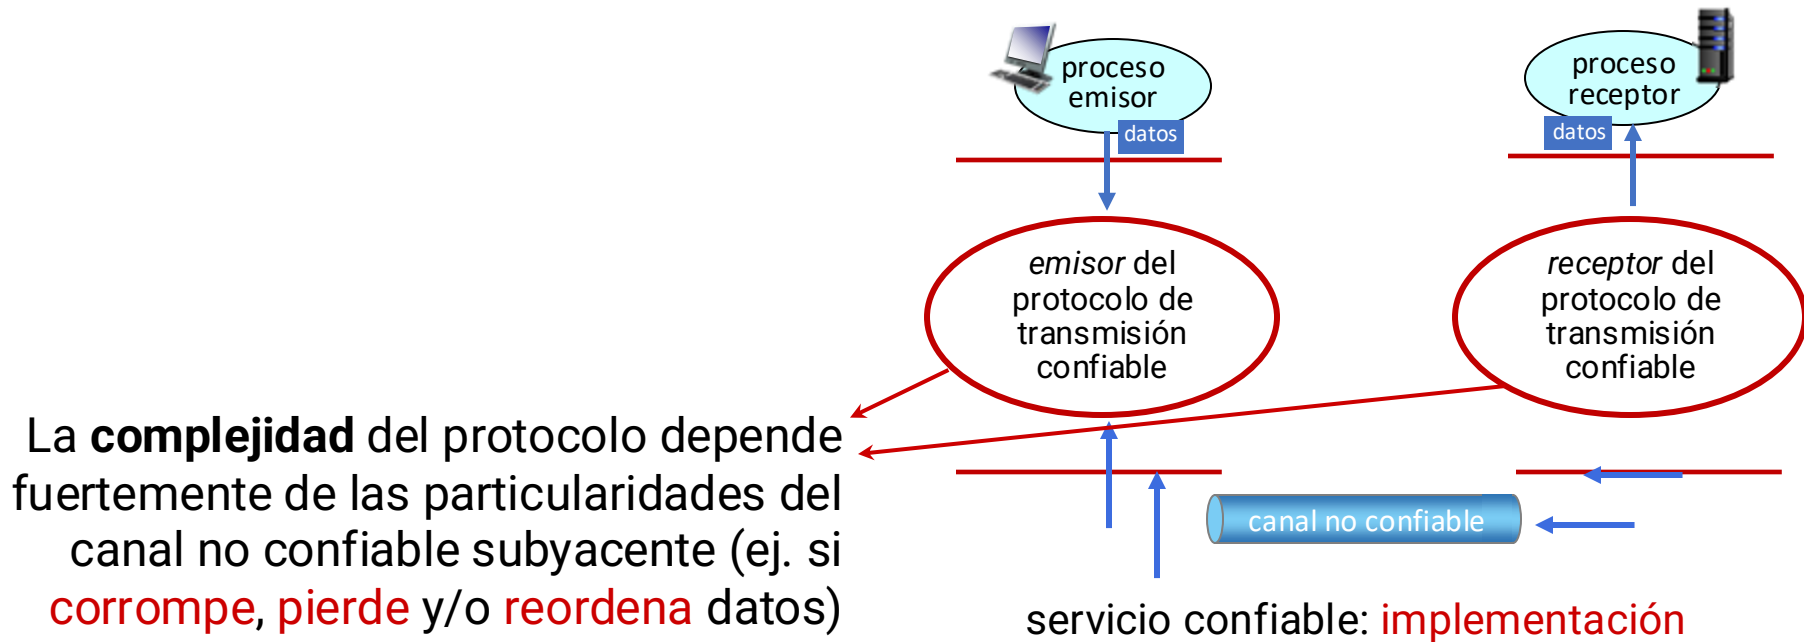 proceso
emisor
datos
proceso
receptor
datos
emisor del
protocolo de
transmisión
confiable
receptor del
protocolo de
transmisión
confiable
La complejidad del protocolo depende
fuertemente de las particularidades del
canal no confiable subyacente (ej. si
corrompe, pierde y/o reordena datos)
canal no confiable
servicio confiable: implementación